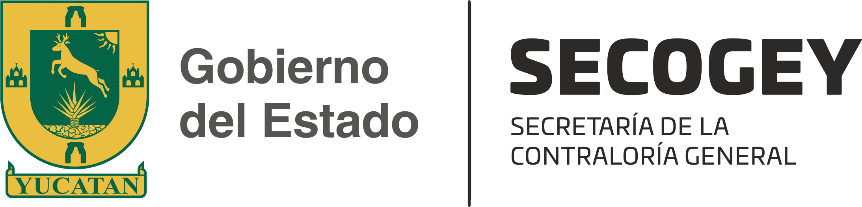 YUCATAN
Gobierno
del Estado
SECOGEY
SECRETARÍA DE LA
CONTRALORÍA GENERAL